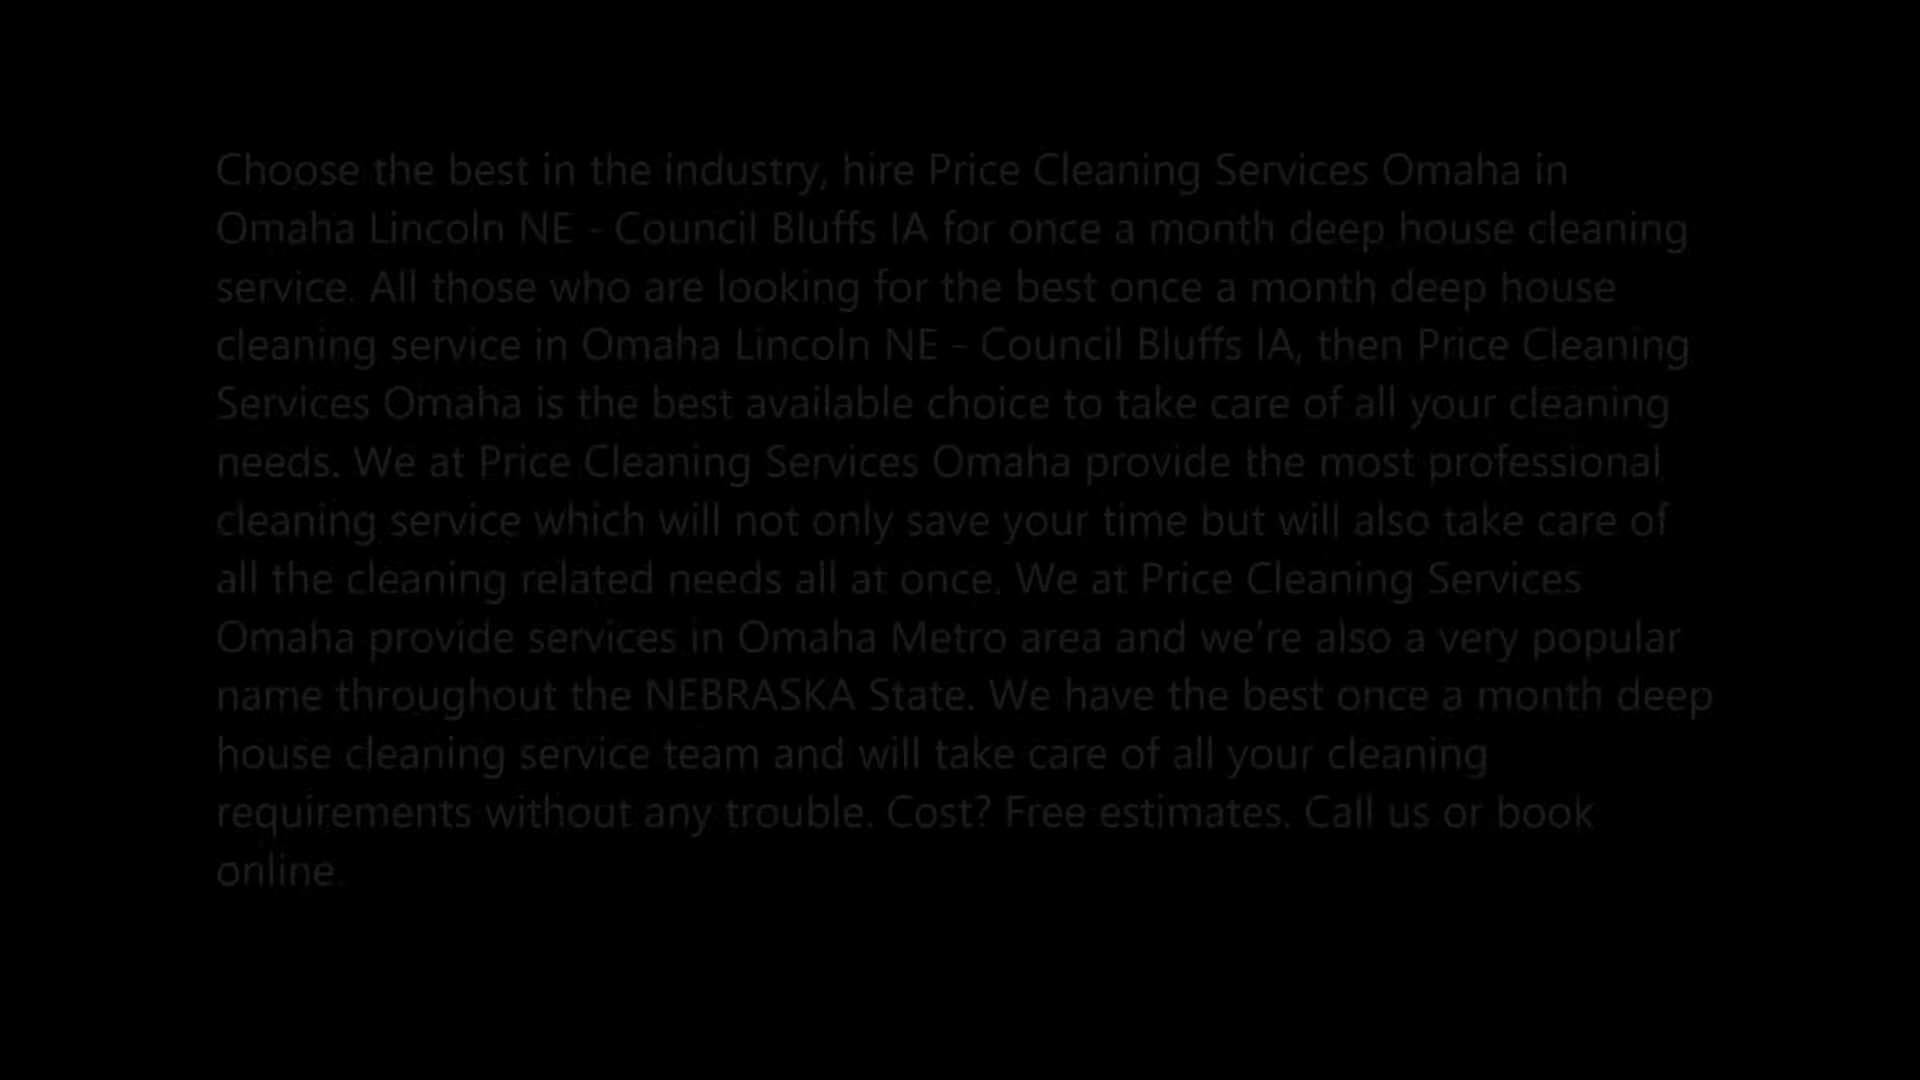 Choose the best in the industry, hire Price Cleaning Services Omaha in
Omaha Lincoln NE - Council Bluffs IA for once a month deep house cleaning
service. All those who are looking for the best once a month deep house
cleaning service in Omaha Lincoln NE - Council Bluffs IA, then Price Cleaning
Services Omaha is the best available choice to take care of all your cleaning
needs. We at Price Cleaning Services Omaha provide the most professional
cleaning service which will not only save your time but will also take care of
all the cleaning related needs all at once. We at Price Cleaning Services
Omaha provide services in Omaha Metro area and we're also a very popular
name throughout the NEBRASKA State. We have the best once a month deep
house cleaning service team and will take care of all your cleaning
requirements without any trouble. Cost? Free estimates. Call us or book
online.